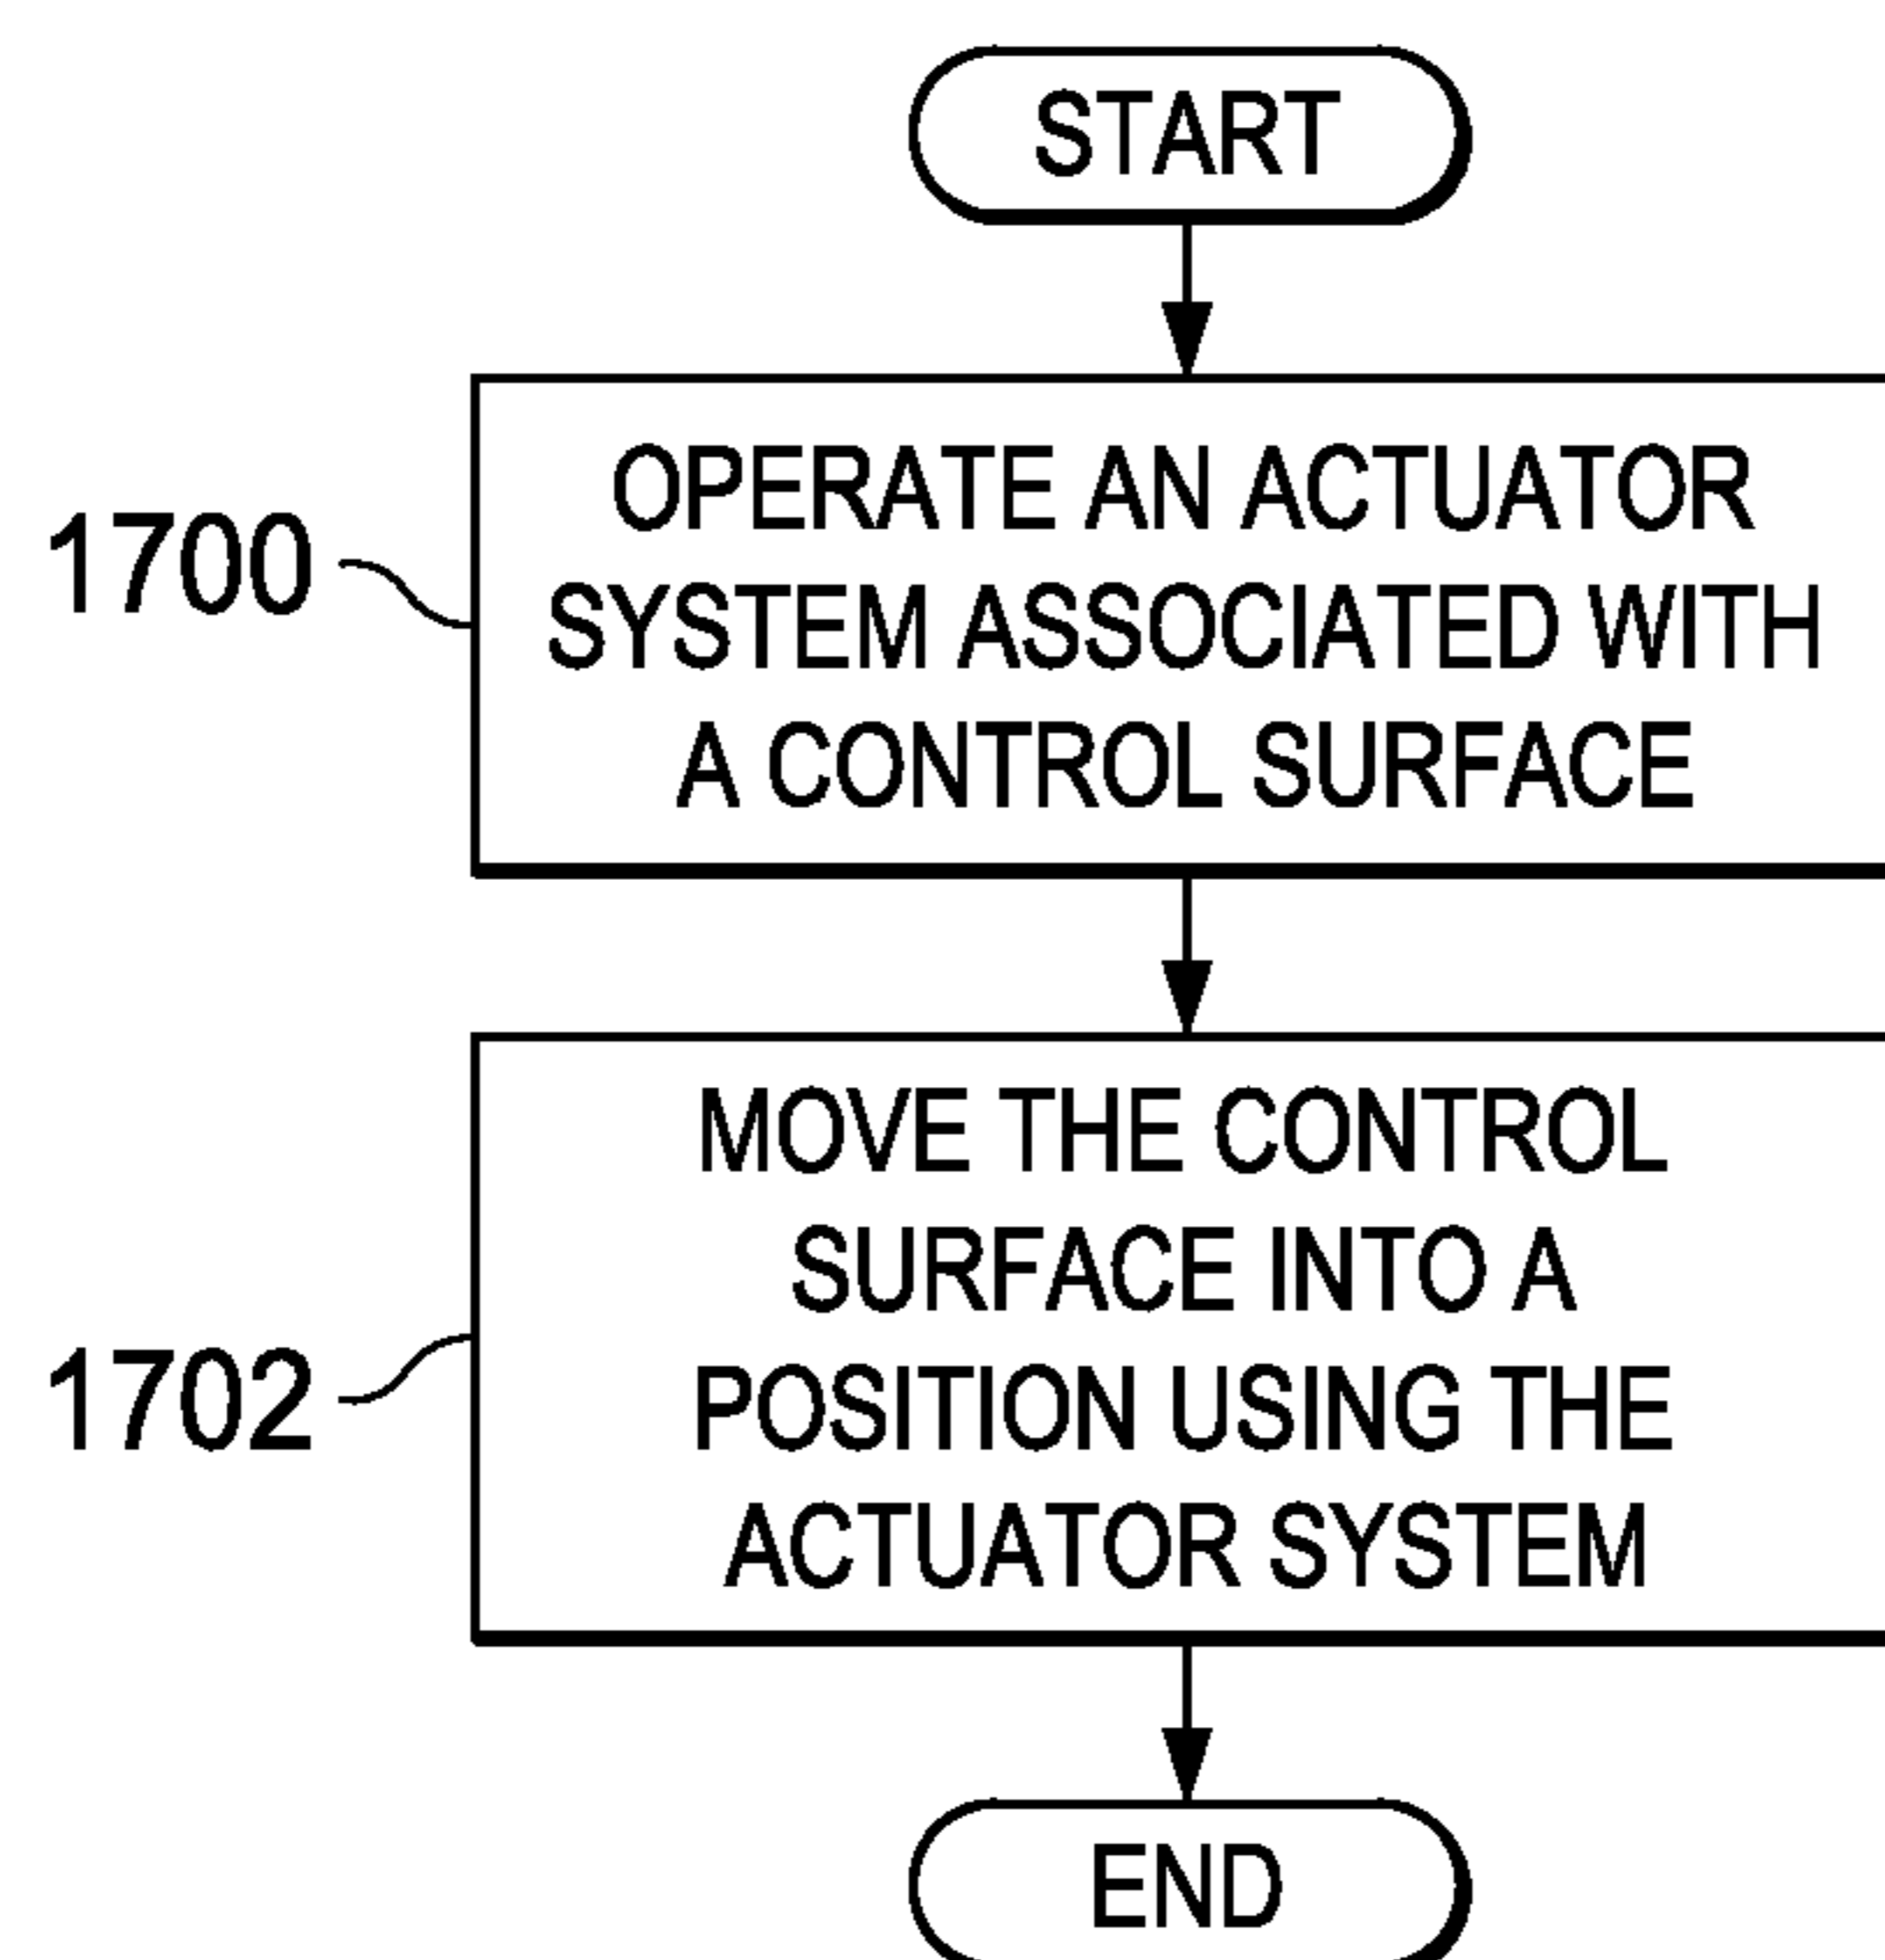 START
1700
OPERATE AN ACTUATOR
SYSTEM ASSOCIATED WITH
A CONTROL SURFACE
1702
MOVE THE CONTROL
SURFACE INTO A
POSITION USING THE
ACTUATOR SYSTEM
END